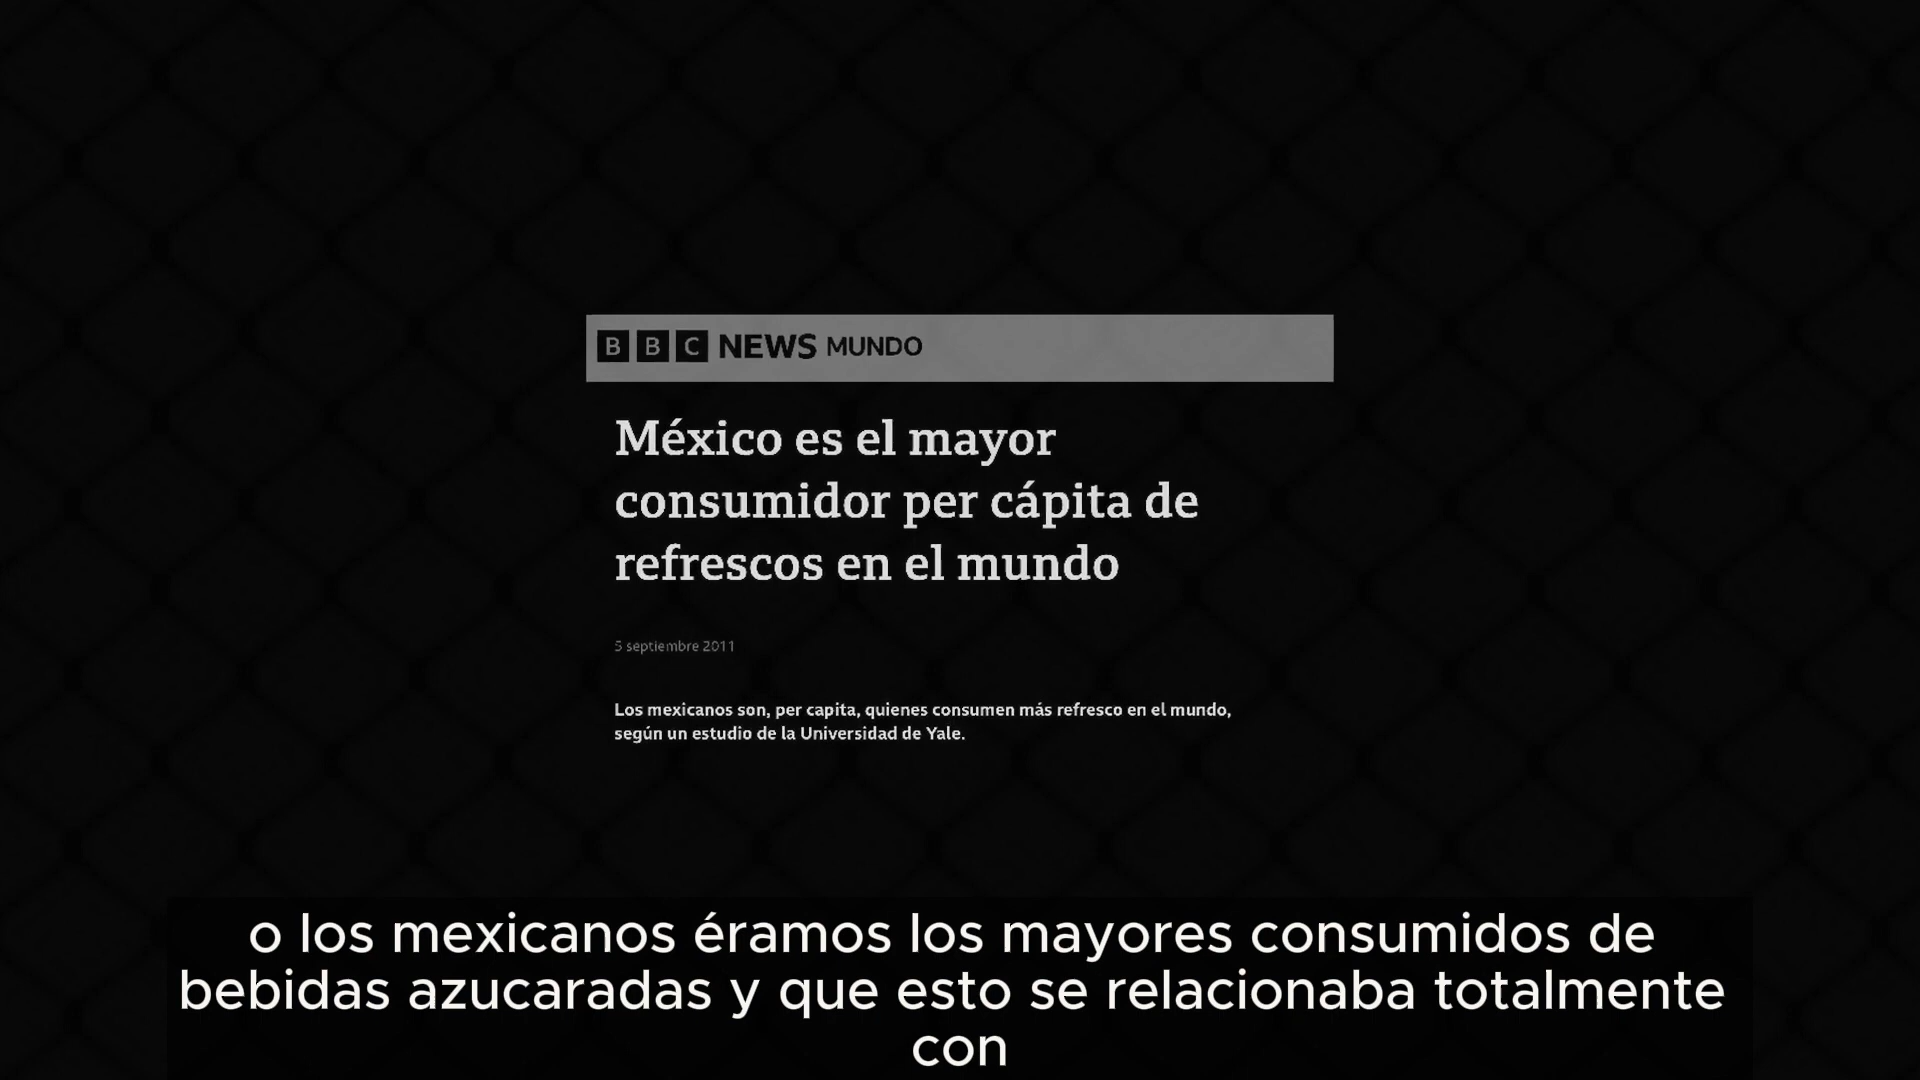 BBC NEWS MUNDO
México es el mayor
consumidor per cápita de
refrescos en el mundo
5 septiembre 2011
Los mexicanos son, per capita, quienes consumen más refresco en el mundo,
según un estudio de la Universidad de Yale.
o los mexicanos éramos los mayores consumidos de
bebidas azucaradas y que esto se relacionaba totalmente
con